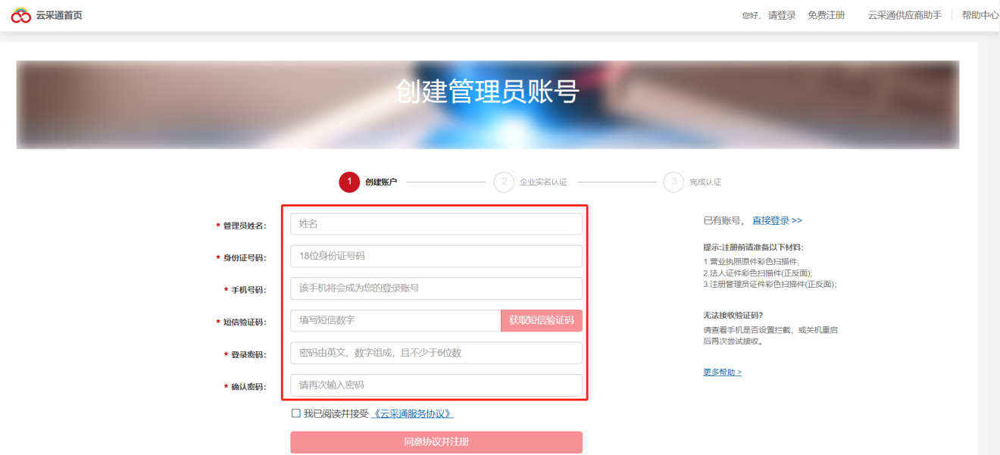 云采通首页
您好，请登录 免费注册 云采通供应商助手 帮助中心
创建管理员账号
1 创建账户 2 企业实名认证 3 完成认证
* 管理员姓名： 姓名
* 身份证号码： 18位身份证号码
* 手机号码： 该手机将会成为您的登录账号
* 短信验证码： 填写短信数字 获取短信验证码
* 登录密码： 密码由英文、数字组成，且不少于6位数
* 确认密码： 请再次输入密码
我已阅读并接受 《云采通服务协议》
同意协议并注册
已有账号， 直接登录 >>
提示:注册前请准备以下材料:
1.营业执照原件彩色扫描件;
2.法人证件彩色扫描件(正反面);
3.注册管理员证件彩色扫描件(正反面);
无法接收验证码?
请查看手机是否设置拦截，或关机重启
后再次尝试接收。
更多帮助 >